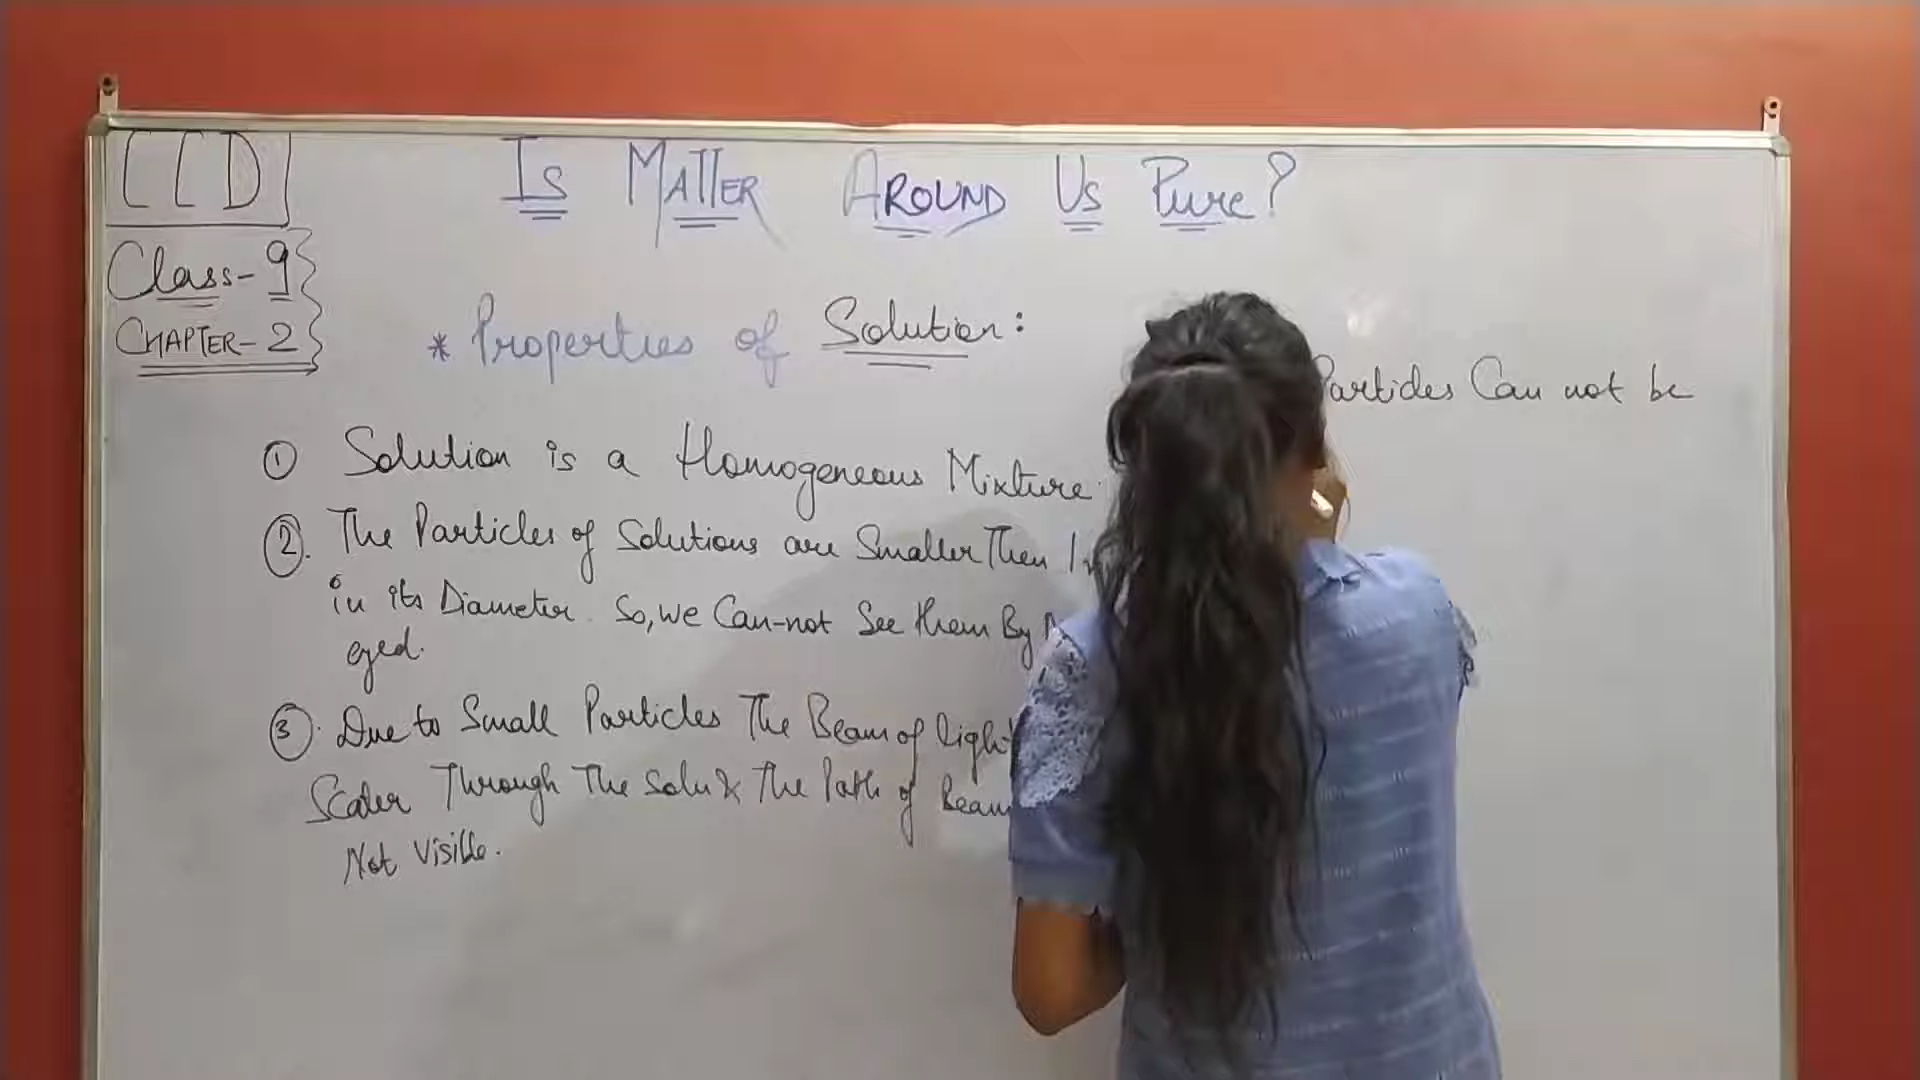 CCD
Is MATTER AROUND Us Pure?
Class-9
CHAPTER-2
* Properties of Solution:
① Solution is a Homogeneous Mixture.
②. The Particles of Solutions are Smaller Then 1
in its Diameter. So, we Can-not See them By
eyed.
③. Due to Small Particles The Beam of light
Scater Through The Solu & The Path of Beam
Not Visible.
Particles Can not be